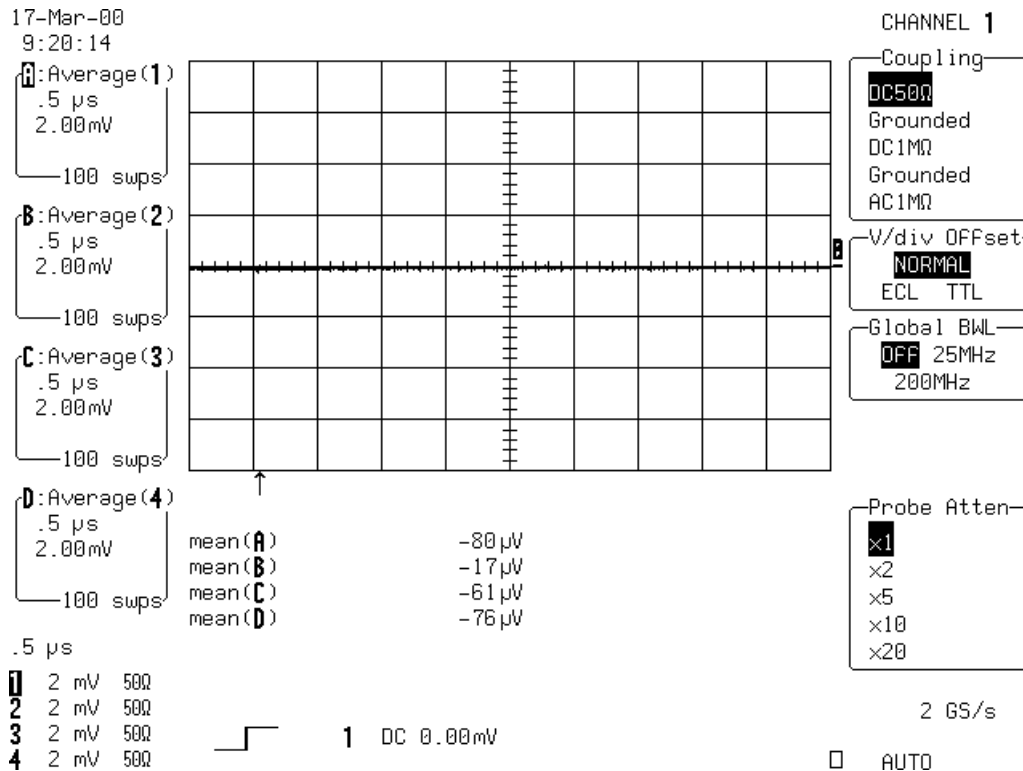 17-Mar-00
9:20:14
A:Average(1)
.5 µs
2.00mV
100 swps
B:Average(2)
.5 µs
2.00mV
100 swps
C:Average(3)
.5 µs
2.00mV
100 swps
D:Average(4)
.5 µs
2.00mV
100 swps
B
mean(A) -80µV
mean(B) -17µV
mean(C) -61µV
mean(D) -76µV
.5 µs
1 2 mV 50Ω
2 2 mV 50Ω
3 2 mV 50Ω
4 2 mV 50Ω
1 DC 0.00mV
CHANNEL 1
Coupling
DC50Ω
Grounded
DC1MΩ
Grounded
AC1MΩ
V/div OFFset
NORMAL
ECL TTL
Global BWL
OFF 25MHz
200MHz
Probe Atten
×1
×2
×5
×10
×20
2 GS/s
AUTO